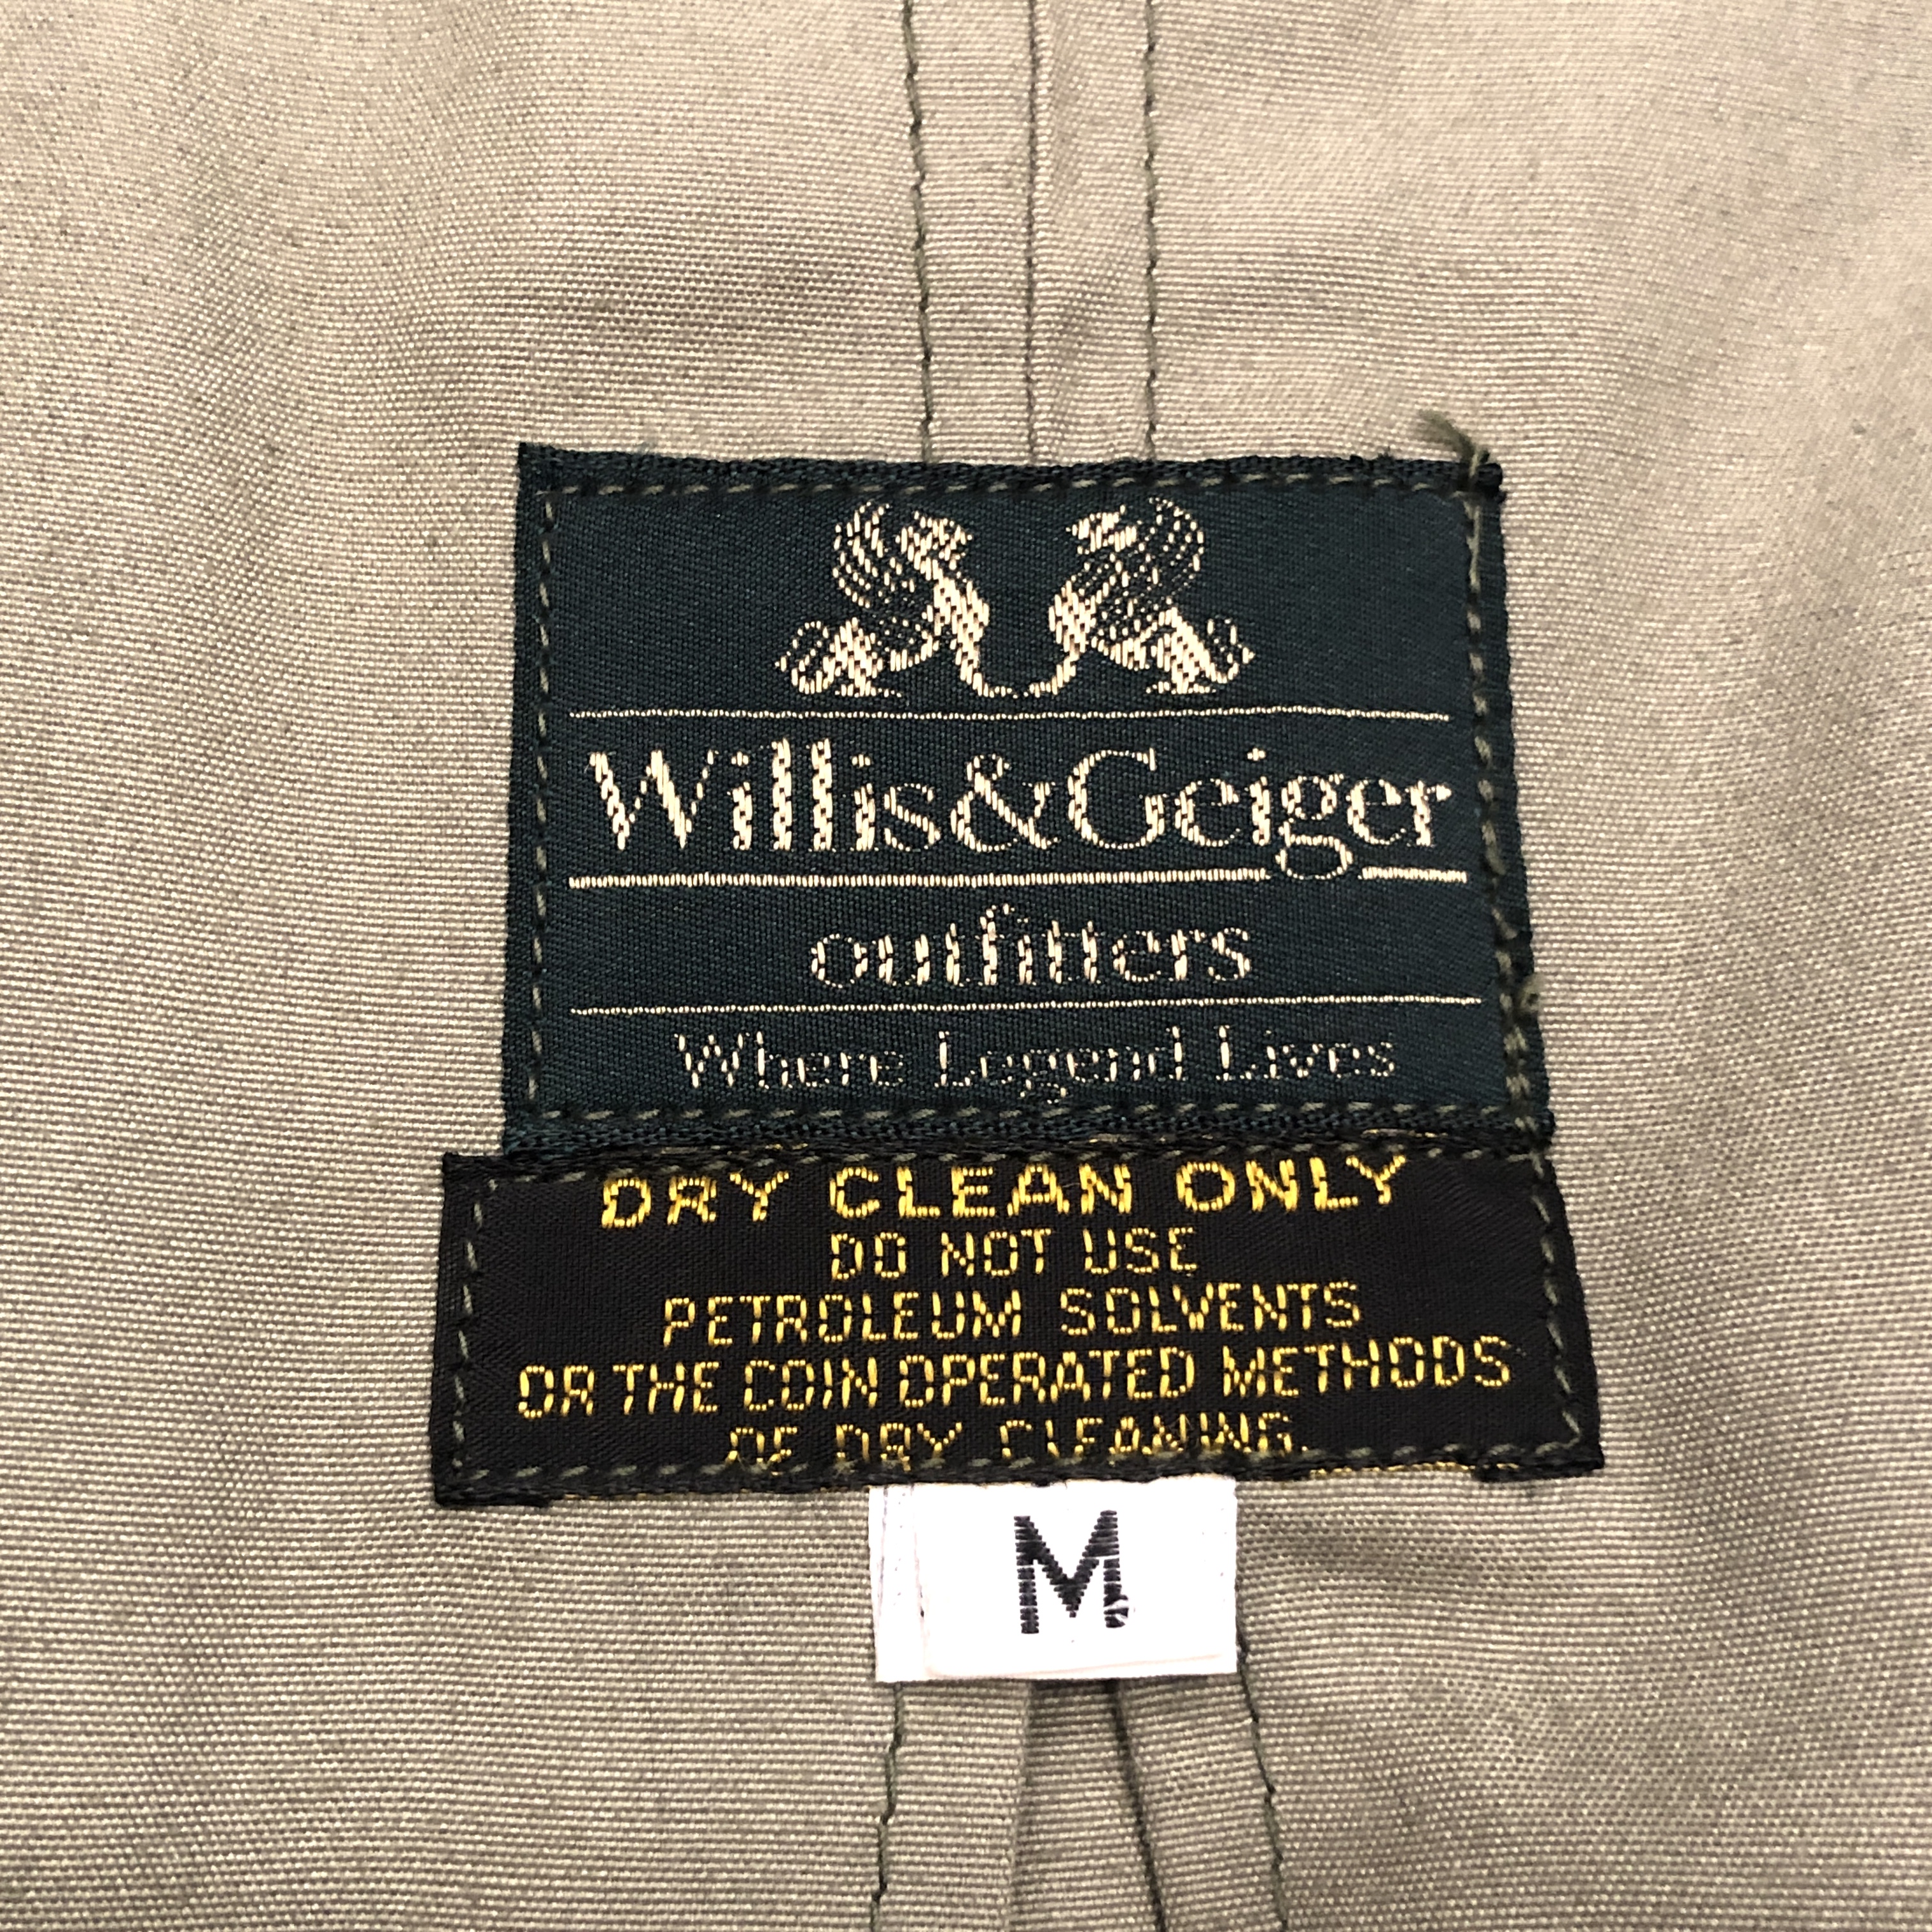 Willis&Geiger
outfitters
Where Legend Lives
DRY CLEAN ONLY
DO NOT USE
PETROLEUM SOLVENTS
OR THE COIN OPERATED METHODS
OF DRY CLEANING.
M